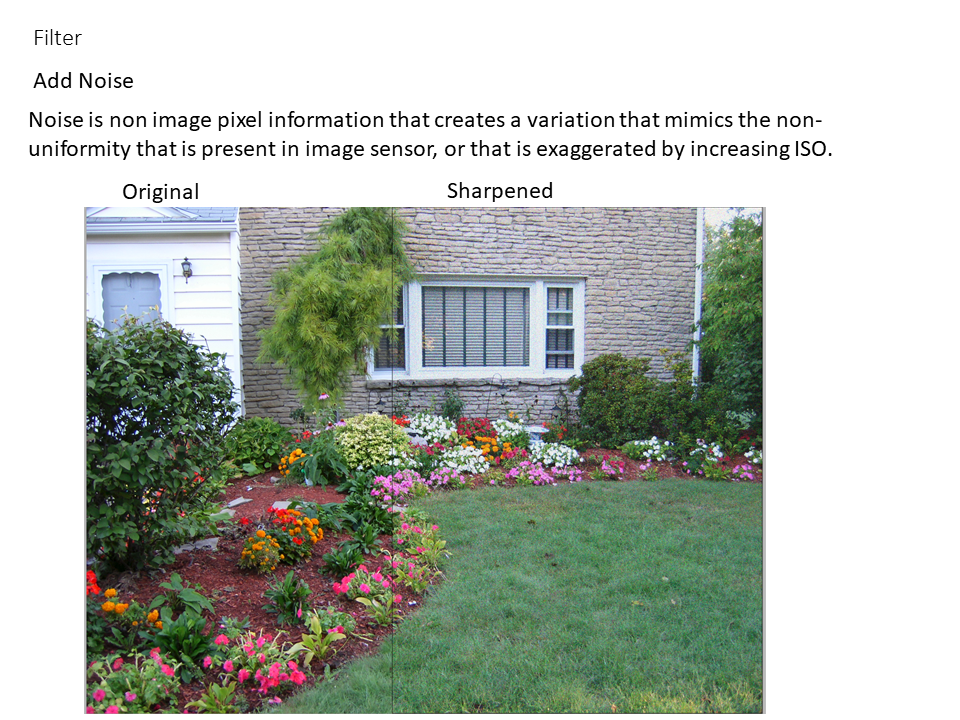 Filter
Add Noise
Noise is non image pixel information that creates a variation that mimics the non-
uniformity that is present in image sensor, or that is exaggerated by increasing ISO.
Original Sharpened